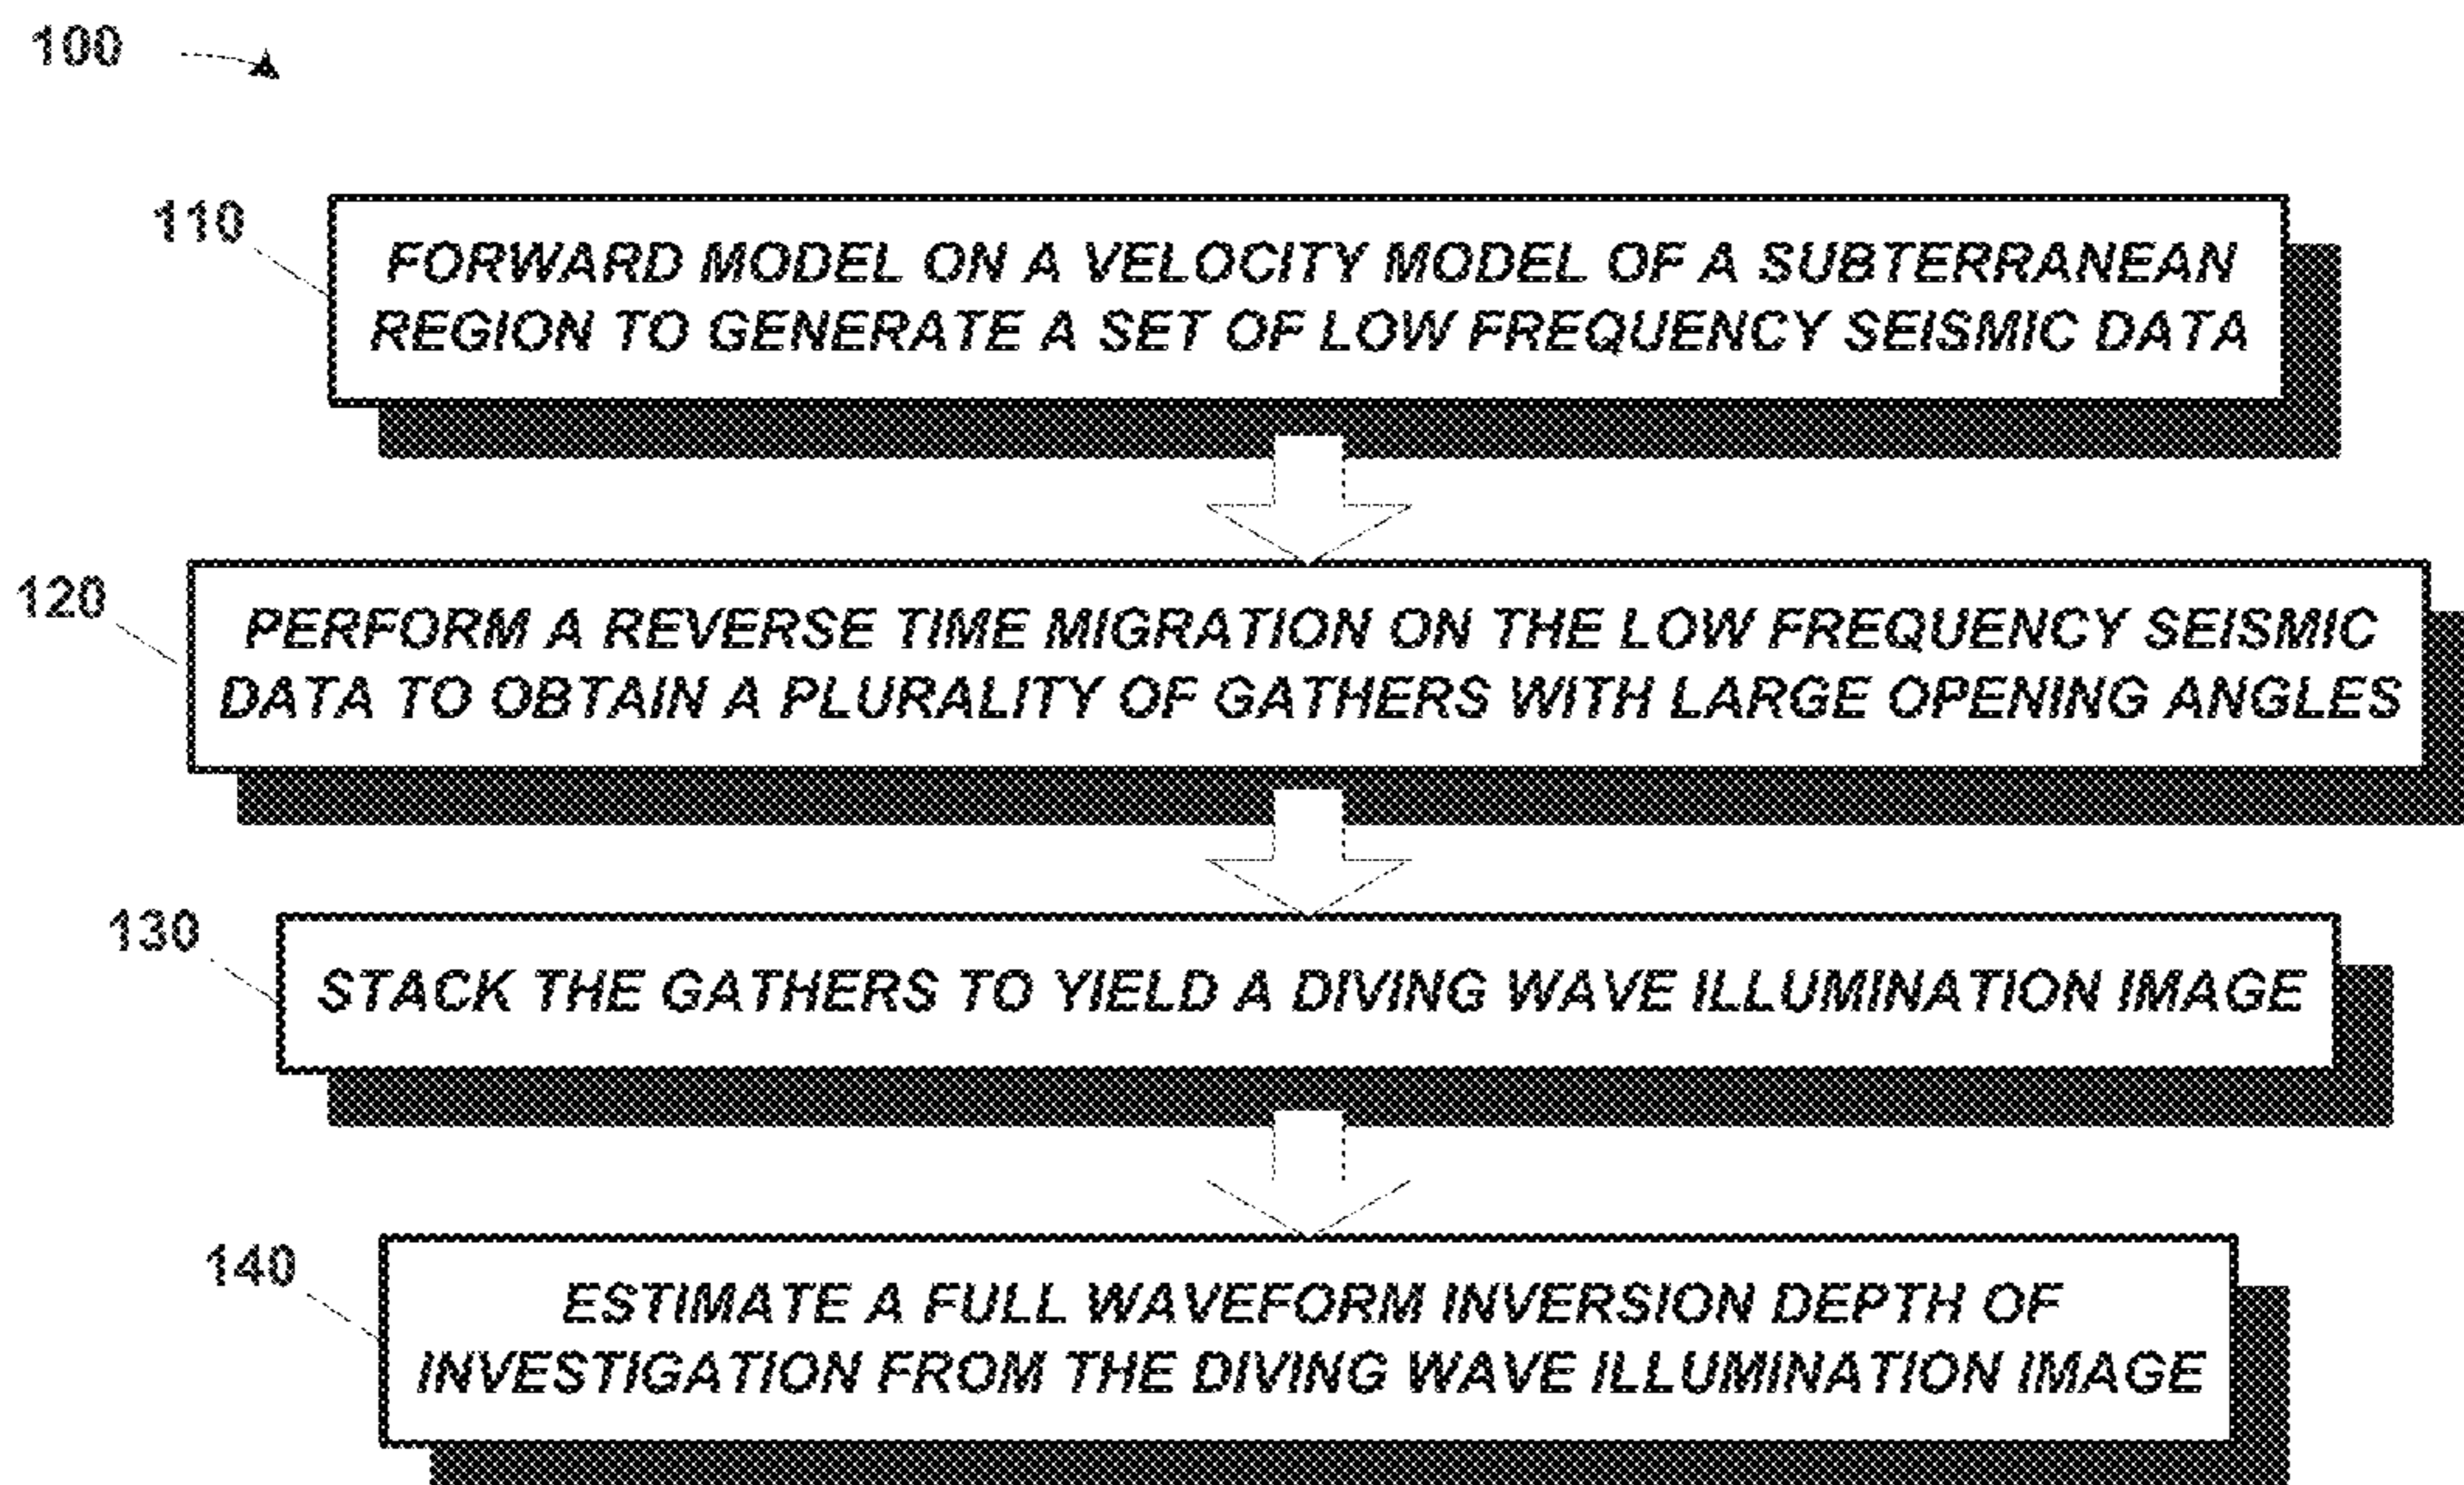 100
110
FORWARD MODEL ON A VELOCITY MODEL OF A SUBTERRANEAN
REGION TO GENERATE A SET OF LOW FREQUENCY SEISMIC DATA
120
PERFORM A REVERSE TIME MIGRATION ON THE LOW FREQUENCY SEISMIC
DATA TO OBTAIN A PLURALITY OF GATHERS WITH LARGE OPENING ANGLES
130
STACK THE GATHERS TO YIELD A DIVING WAVE ILLUMINATION IMAGE
140
ESTIMATE A FULL WAVEFORM INVERSION DEPTH OF
INVESTIGATION FROM THE DIVING WAVE ILLUMINATION IMAGE